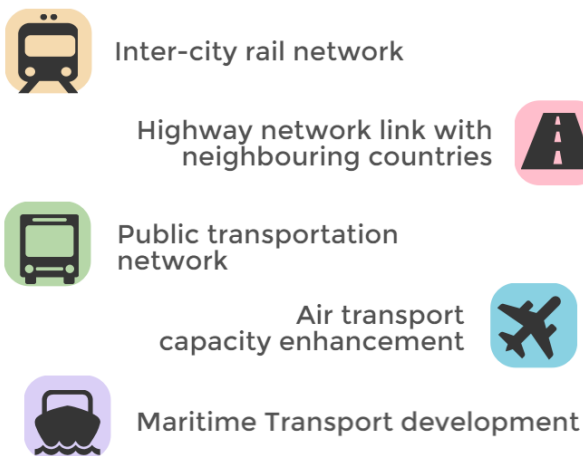 Inter-city rail network
Highway network link with
neighbouring countries
Public transportation
network
Air transport
capacity enhancement
Maritime Transport development